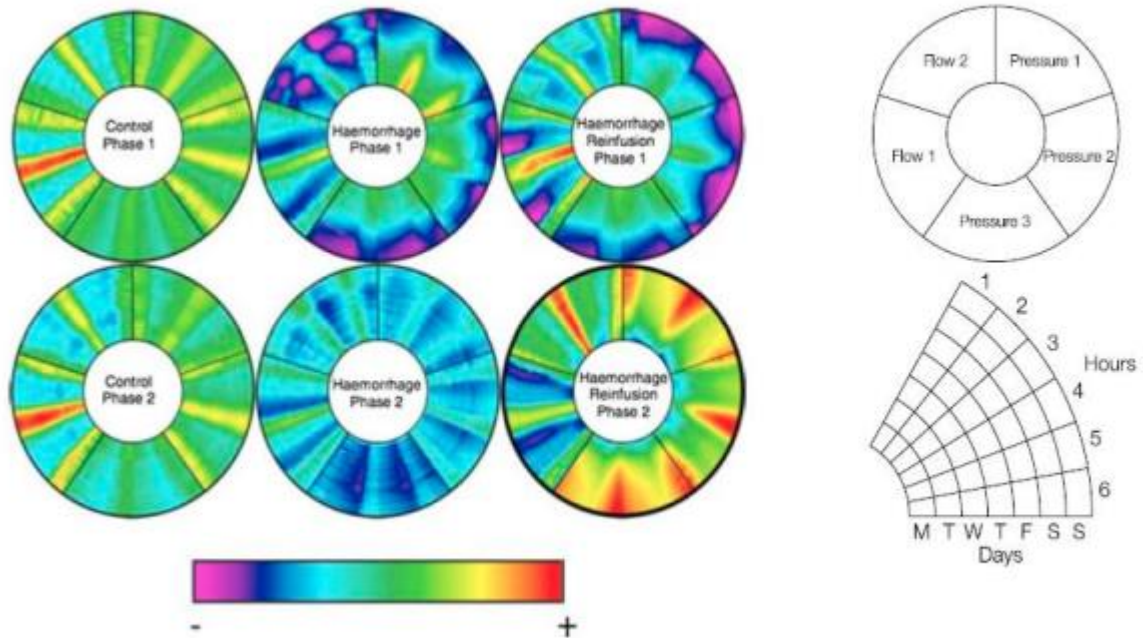 Control
Phase 1
Haemorrhage
Phase 1
Haemorrhage
Reinfusion
Phase 1
Control
Phase 2
Haemorrhage
Phase 2
Haemorrhage
Reinfusion
Phase 2
- +
Flow 2 Pressure 1
Flow 1 Pressure 2
Pressure 3
1
2
3
Hours
4
5
6
M T W T F S S
Days